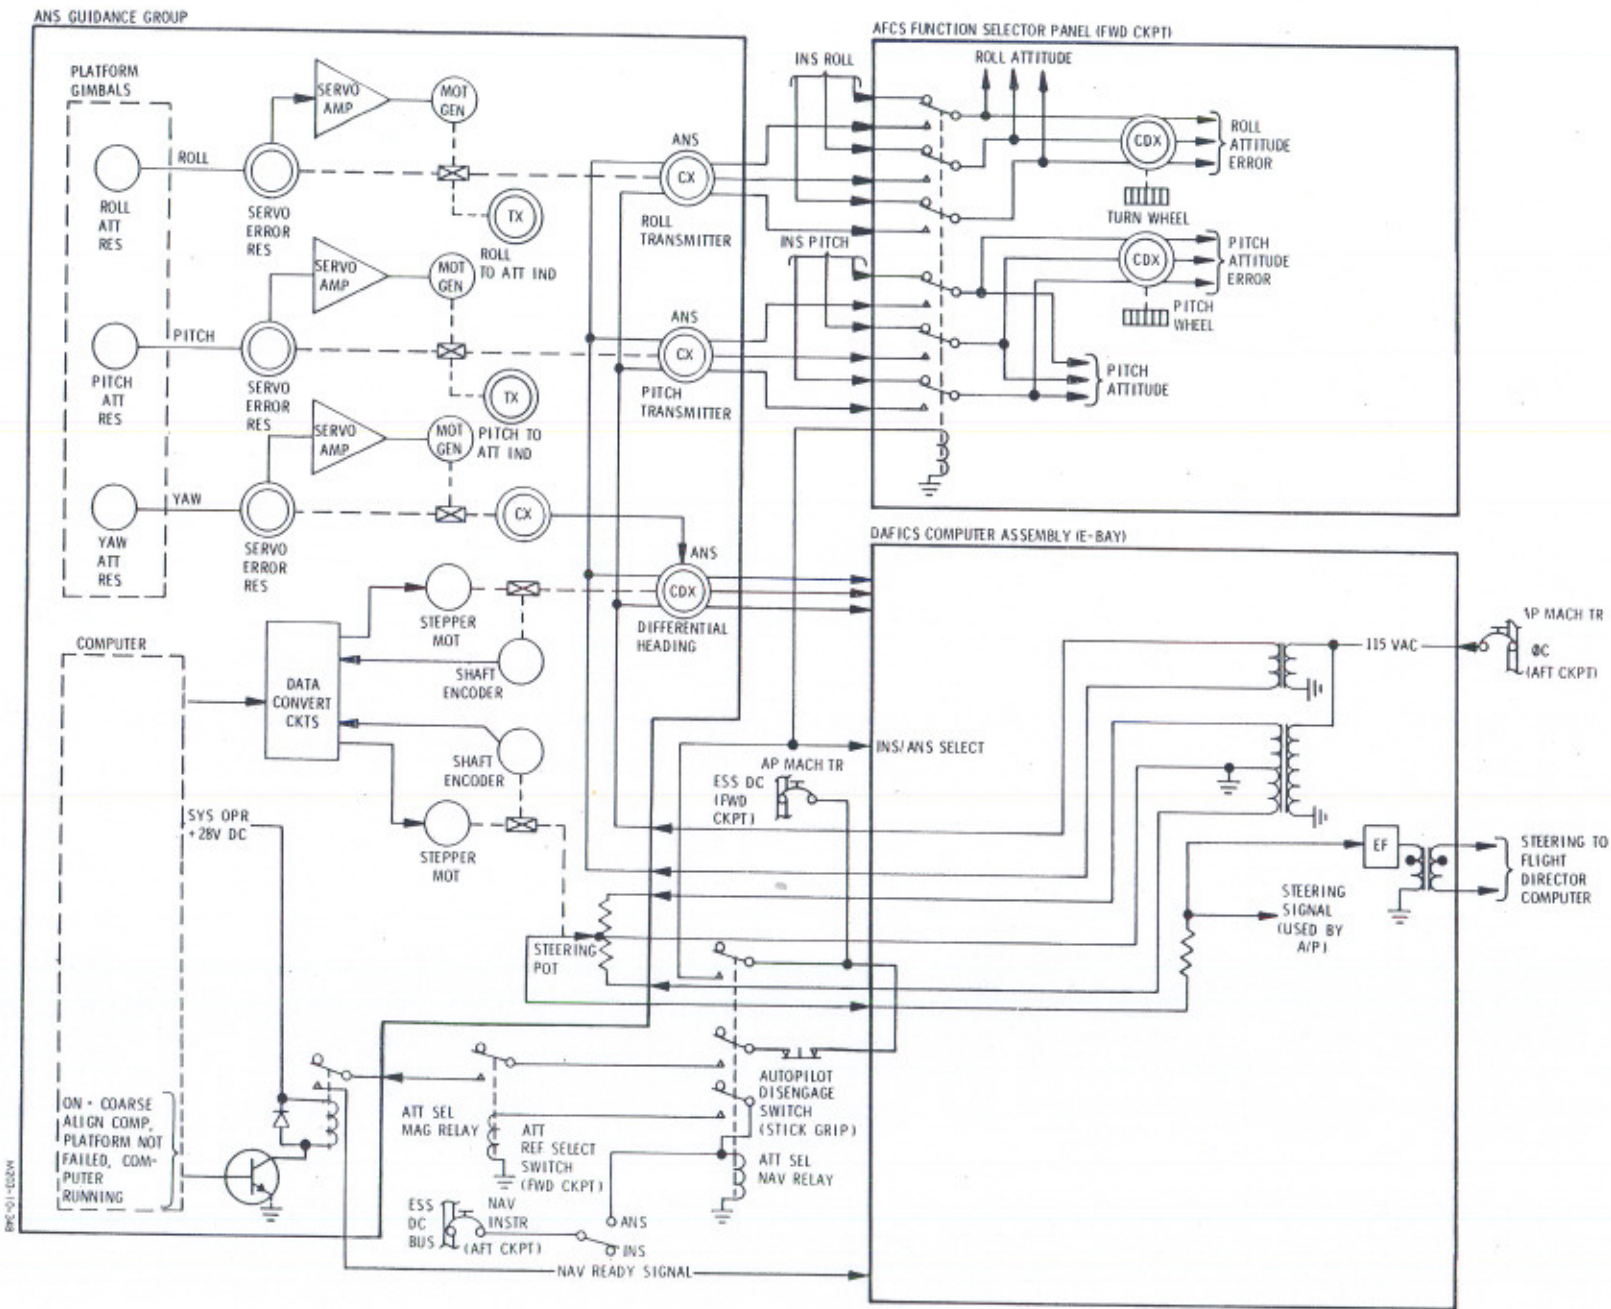 ANS GUIDANCE GROUP
PLATFORM
GIMBALS
SERVO
AMP
MOT
GEN
ROLL
ROLL
ATT
RES
SERVO
ERROR
RES
TX
ROLL
TO ATT IND
ANS
CX
ROLL
TRANSMITTER
SERVO
AMP
MOT
GEN
PITCH
PITCH
ATT
RES
SERVO
ERROR
RES
TX
PITCH TO
ATT IND
ANS
CX
PITCH
TRANSMITTER
SERVO
AMP
MOT
GEN
YAW
YAW
ATT
RES
SERVO
ERROR
RES
CX
ANS
CDX
DIFFERENTIAL
HEADING
STEPPER
MOT
SHAFT
ENCODER
COMPUTER
DATA
CONVERT
CKTS
SHAFT
ENCODER
STEPPER
MOT
SYS OPR
+28V DC
STEERING
POT
ON - COARSE
ALIGN COMP,
PLATFORM NOT
FAILED, COM-
PUTER
RUNNING
AFCS FUNCTION SELECTOR PANEL (FWD CKPT)
INS ROLL
ROLL ATTITUDE
CDX
ROLL
ATTITUDE
ERROR
TURN WHEEL
INS PITCH
CDX
PITCH
ATTITUDE
ERROR
PITCH
WHEEL
PITCH
ATTITUDE
DAFICS COMPUTER ASSEMBLY (E-BAY)
115 VAC
AP MACH TR
ØC
(AFT CKPT)
INS/ANS SELECT
AP MACH TR
ESS DC
(FWD
CKPT)
EF
STEERING TO
FLIGHT
DIRECTOR
COMPUTER
STEERING
SIGNAL
(USED BY
A/P)
AUTOPILOT
DISENGAGE
SWITCH
(STICK GRIP)
ATT SEL
MAG RELAY
ATT
REF SELECT
SWITCH
(FWD CKPT)
ATT SEL
NAV RELAY
ESS
DC
BUS
NAV
INSTR
(AFT CKPT)
ANS
INS
NAV READY SIGNAL